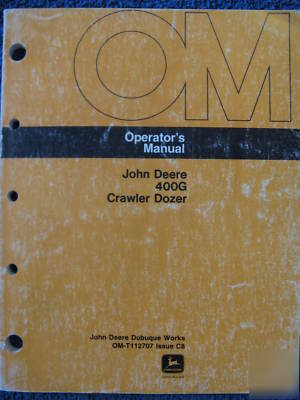 OM
Operator's
Manual
John Deere
400G
Crawler Dozer
John Deere Dubuque Works
OM-T112707 Issue C8